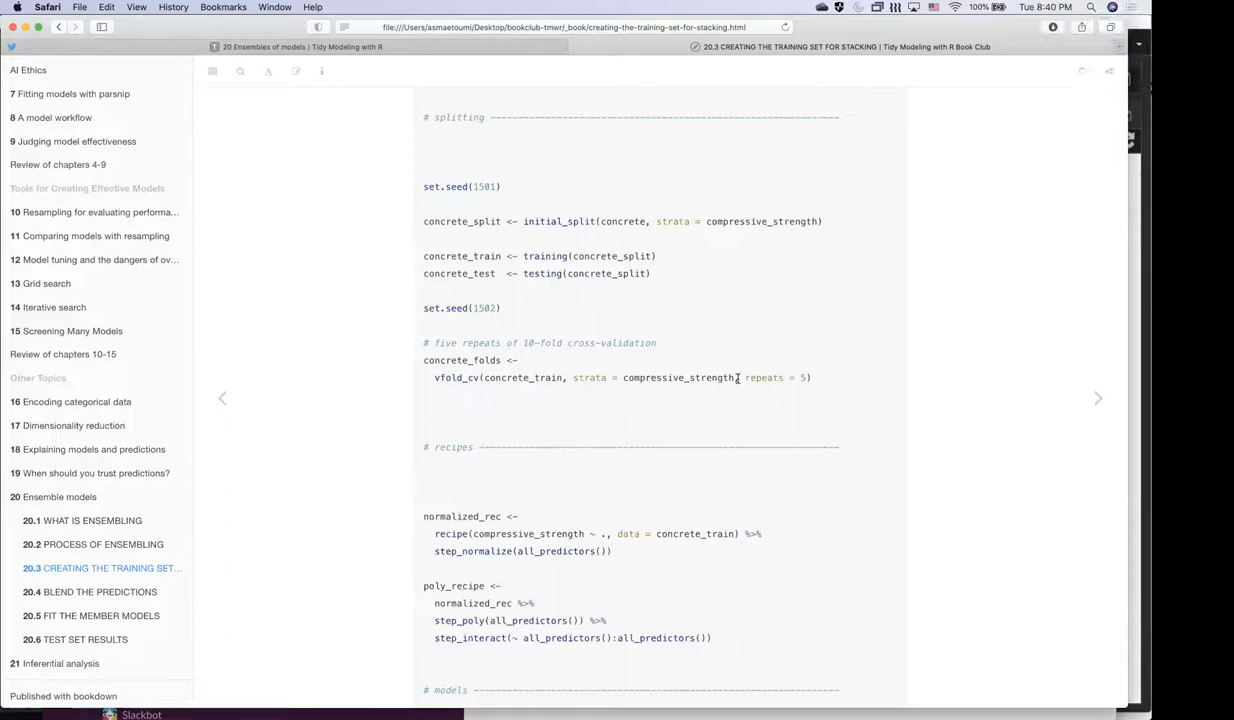 Safari File Edit View History Bookmarks Window Help 100% Tue 8:40 PM
file:///Users/asmaetoumi/Desktop/bookclub-tmwr/_book/creating-the-training-set-for-stacking.html
20 Ensembles of models | Tidy Modeling with R
20.3 CREATING THE TRAINING SET FOR STACKING | Tidy Modeling with R Book Club
AI Ethics
7 Fitting models with parsnip
8 A model workflow
9 Judging model effectiveness
Review of chapters 4-9
Tools for Creating Effective Models
10 Resampling for evaluating performa...
11 Comparing models with resampling
12 Model tuning and the dangers of ov...
13 Grid search
14 Iterative search
15 Screening Many Models
Review of chapters 10-15
Other Topics
16 Encoding categorical data
17 Dimensionality reduction
18 Explaining models and predictions
19 When should you trust predictions?
20 Ensemble models
20.1 WHAT IS ENSEMBLING
20.2 PROCESS OF ENSEMBLING
20.3 CREATING THE TRAINING SET...
20.4 BLEND THE PREDICTIONS
20.5 FIT THE MEMBER MODELS
20.6 TEST SET RESULTS
21 Inferential analysis
Published with bookdown
# splitting ----------------------------------------------------------------
set.seed(1501)
concrete_split <- initial_split(concrete, strata = compressive_strength)
concrete_train <- training(concrete_split)
concrete_test <- testing(concrete_split)
set.seed(1502)
# five repeats of 10-fold cross-validation
concrete_folds <-
vfold_cv(concrete_train, strata = compressive_strength, repeats = 5)
# recipes ------------------------------------------------------------------
normalized_rec <-
recipe(compressive_strength ~ ., data = concrete_train) %>%
step_normalize(all_predictors())
poly_recipe <-
normalized_rec %>%
step_poly(all_predictors()) %>%
step_interact(~ all_predictors():all_predictors())
# models -------------------------------------------------------------------
Slackbot